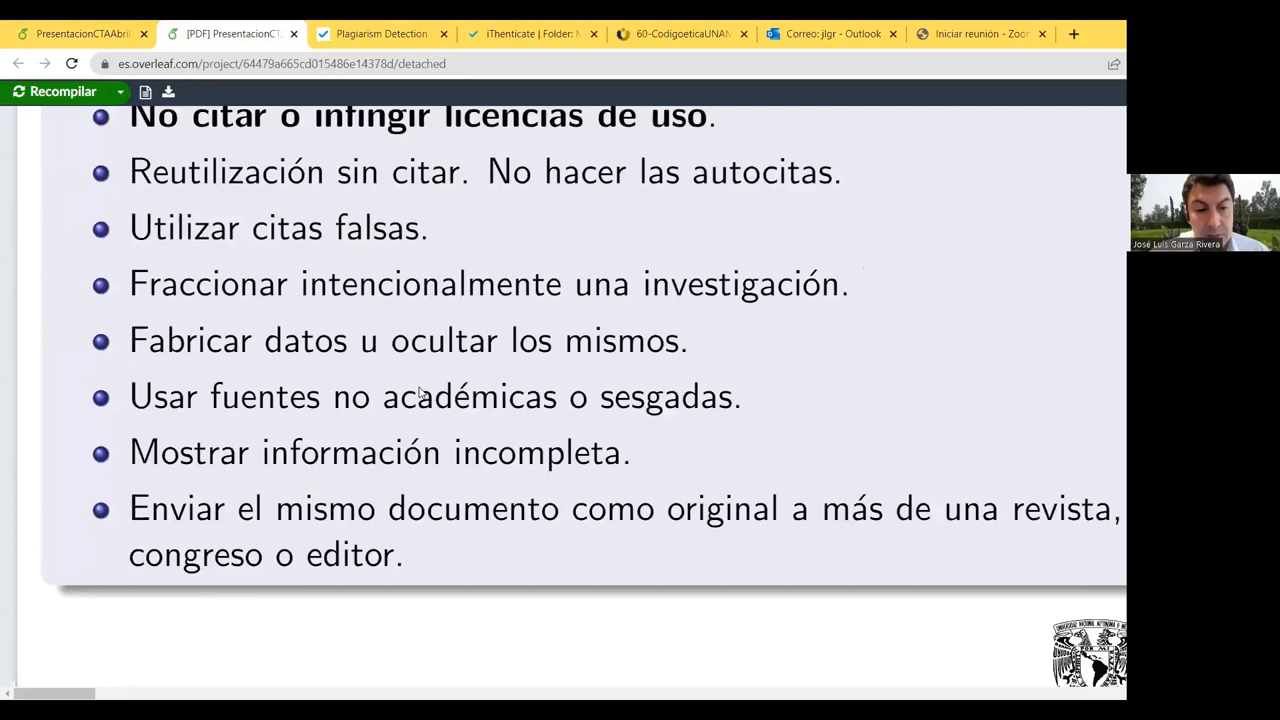 PresentacionCTAAbril
[PDF] PresentacionCT
Plagiarism Detection
iThenticate | Folder: M
60-CodigoeticaUNAM
Correo: jlgr - Outlook
Iniciar reunión - Zoom
es.overleaf.com/project/64479a665cd015486e14378d/detached
Recompilar
No citar o infingir licencias de uso.
Reutilización sin citar. No hacer las autocitas.
Utilizar citas falsas.
Fraccionar intencionalmente una investigación.
Fabricar datos u ocultar los mismos.
Usar fuentes no académicas o sesgadas.
Mostrar información incompleta.
Enviar el mismo documento como original a más de una revista,
congreso o editor.
José Luis Garza Rivera